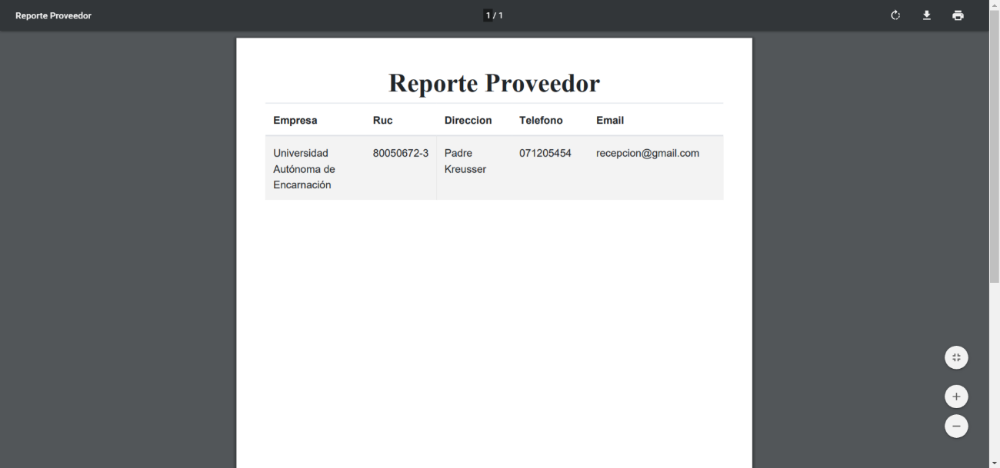 Reporte Proveedor
1 / 1
Reporte Proveedor
Empresa Ruc Direccion Telefono Email
Universidad 80050672-3 Padre 071205454 recepcion@gmail.com
Autónoma de Kreusser
Encarnación